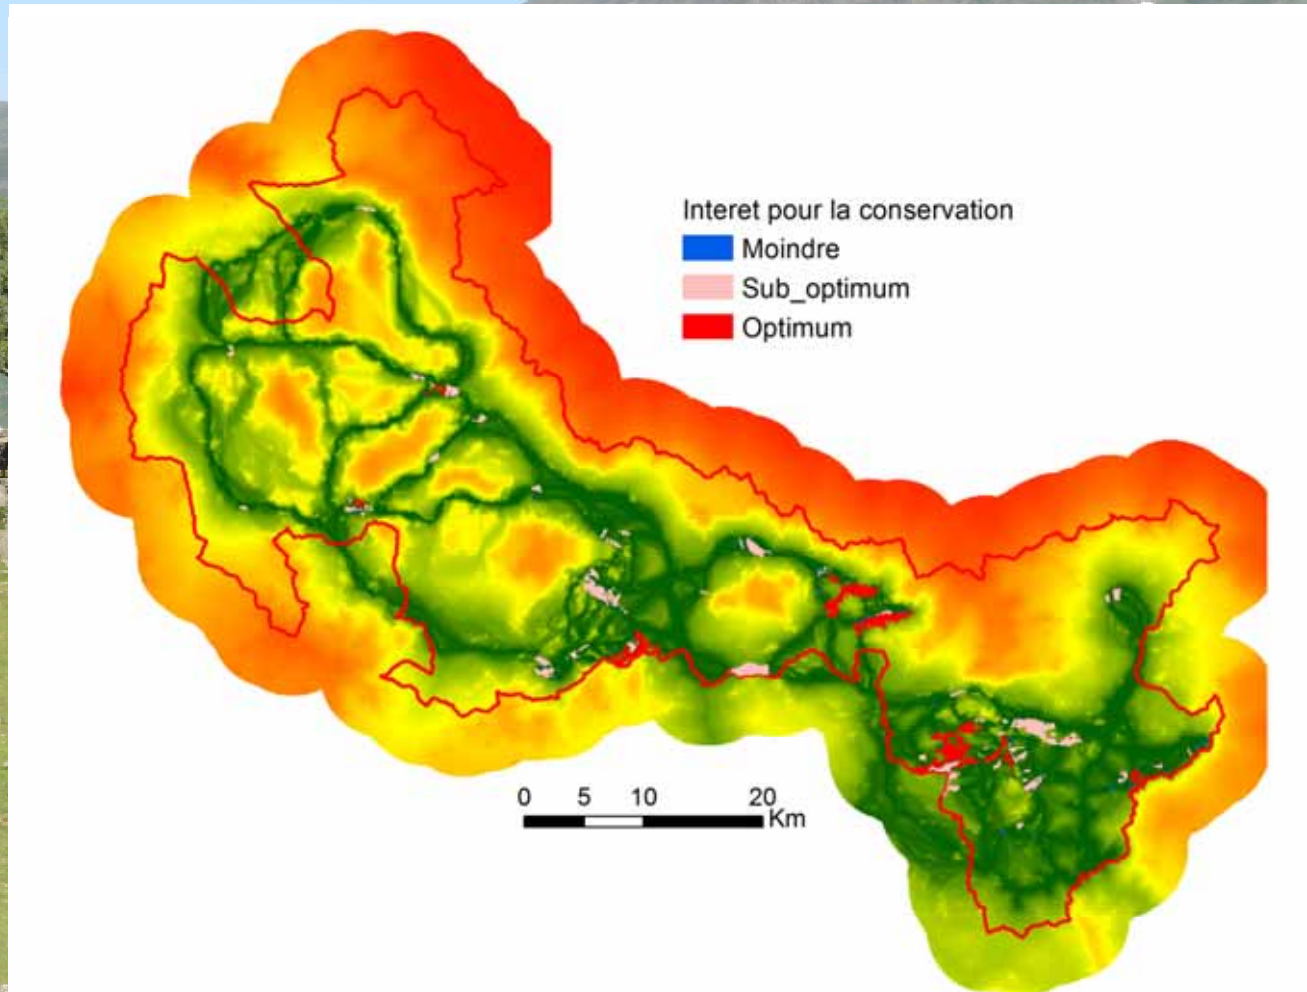 Interet pour la conservation
Moindre
Sub_optimum
Optimum
0 5 10 20
Km